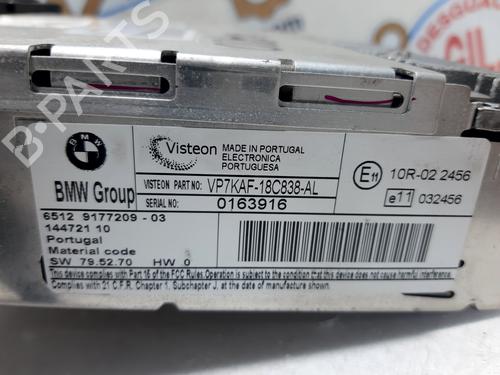 DESGUA
CIL
B-PARTS
BMW
BMW Group
Visteon
MADE IN PORTUGAL
ELECTRONICA
PORTUGUESA
VISTEON PART NO: VP7KAF-18C838-AL
SERIAL NO: 0163916
E11 10R-02 2456
e11 032456
6512 9177209 - 03
144721 10
Portugal
Material code
SW 79.52.70 HW 0
This device complies with Part 15 of the FCC Rules. Operation is subject to the condition that this device does not cause harmful interference.
Complies with 21 C.F.R. Chapter 1, Subchapter J, at the date of manufacture shown.